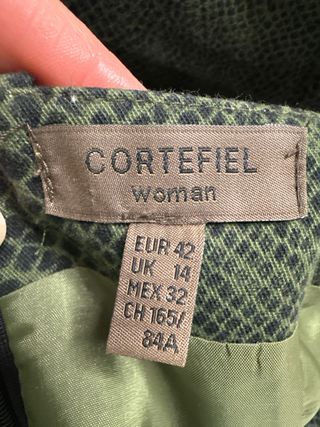 CORTEFIEL
woman
EUR 42
UK 14
MEX 32
CH 165/
84A